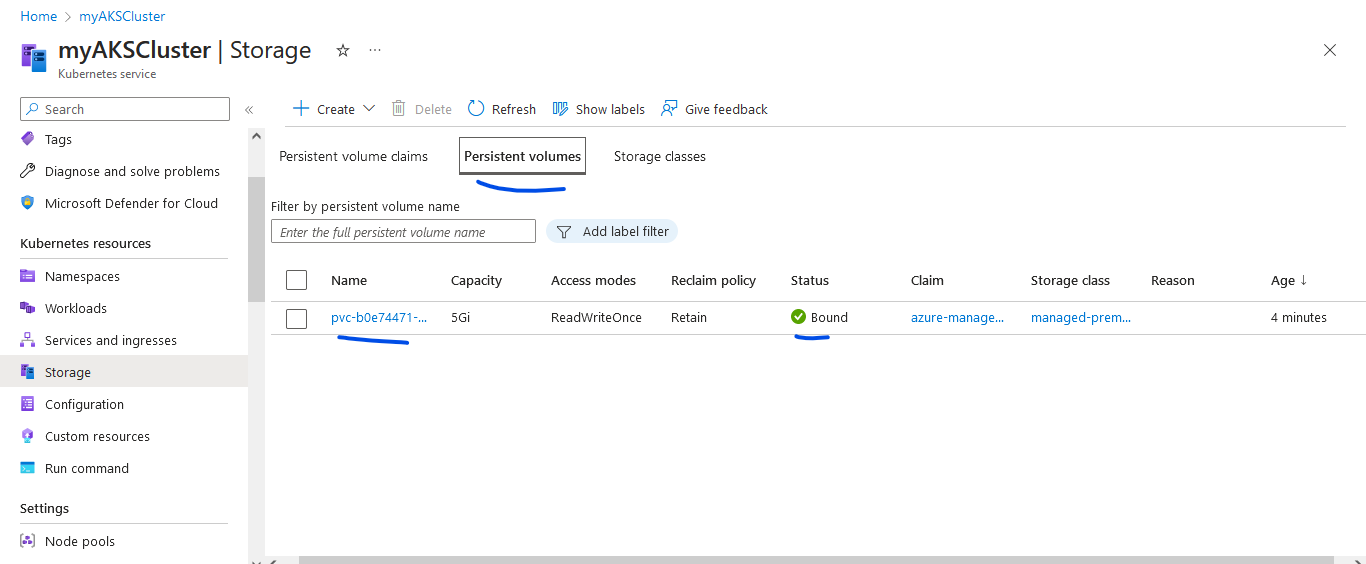 Home > myAKSCluster
myAKSCluster | Storage ☆ ...
Kubernetes service
Search «
Tags
Diagnose and solve problems
Microsoft Defender for Cloud
Kubernetes resources
Namespaces
Workloads
Services and ingresses
Storage
Configuration
Custom resources
Run command
Settings
Node pools
Create Delete Refresh Show labels Give feedback
Persistent volume claims Persistent volumes Storage classes
Filter by persistent volume name
Enter the full persistent volume name Add label filter
Name Capacity Access modes Reclaim policy Status Claim Storage class Reason Age ↓
pvc-b0e74471-... 5Gi ReadWriteOnce Retain Bound azure-manage... managed-prem... 4 minutes